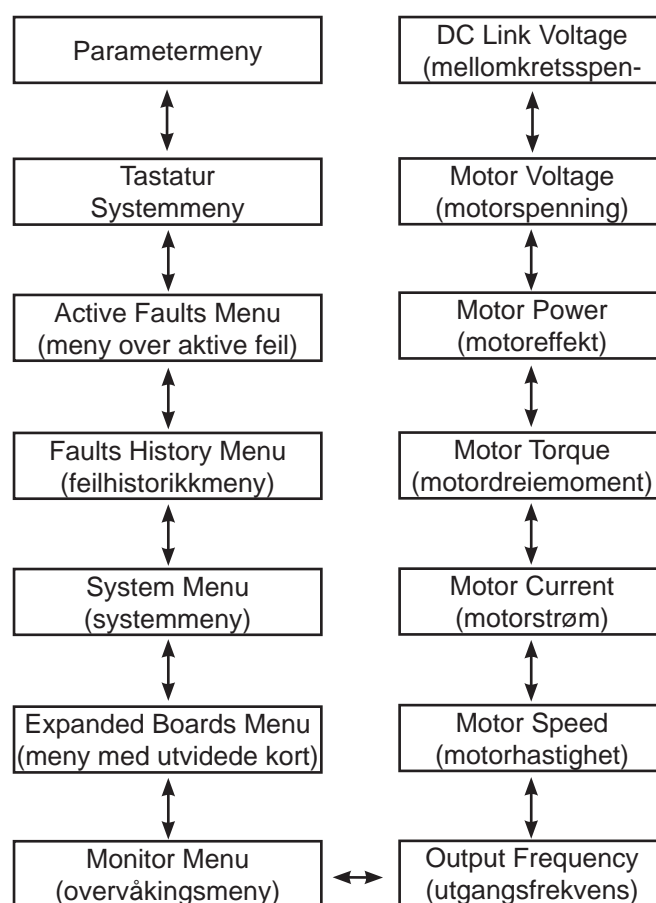 Parametermeny
Tastatur
Systemmeny
Active Faults Menu
(meny over aktive feil)
Faults History Menu
(feilhistorikkmeny)
System Menu
(systemmeny)
Expanded Boards Menu
(meny med utvidede kort)
Monitor Menu
(overvåkingsmeny)
DC Link Voltage
(mellomkretsspen-
Motor Voltage
(motorspenning)
Motor Power
(motoreffekt)
Motor Torque
(motordreiemoment)
Motor Current
(motorstrøm)
Motor Speed
(motorhastighet)
Output Frequency
(utgangsfrekvens)